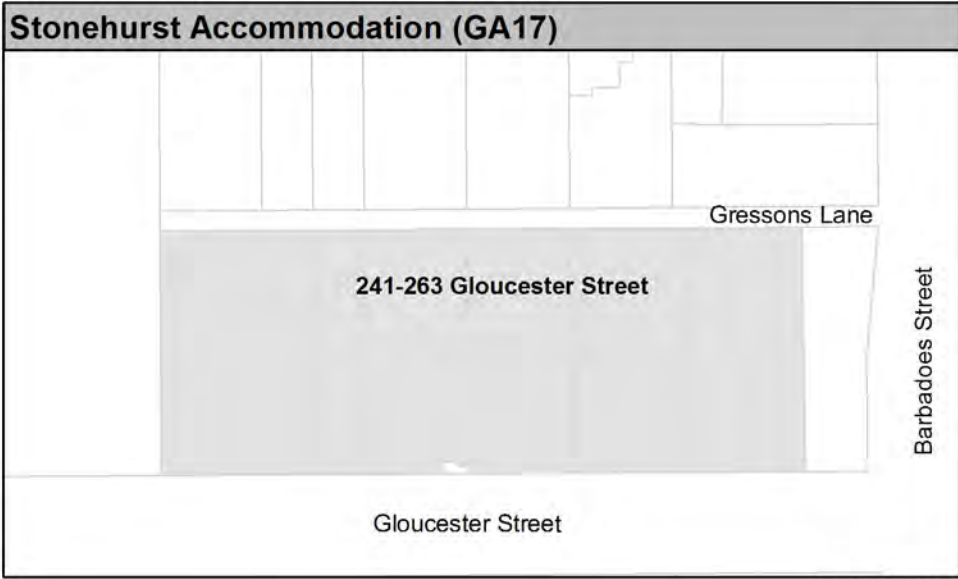 Stonehurst Accommodation (GA17)
Gressons Lane
241-263 Gloucester Street
Barbadoes Street
Gloucester Street